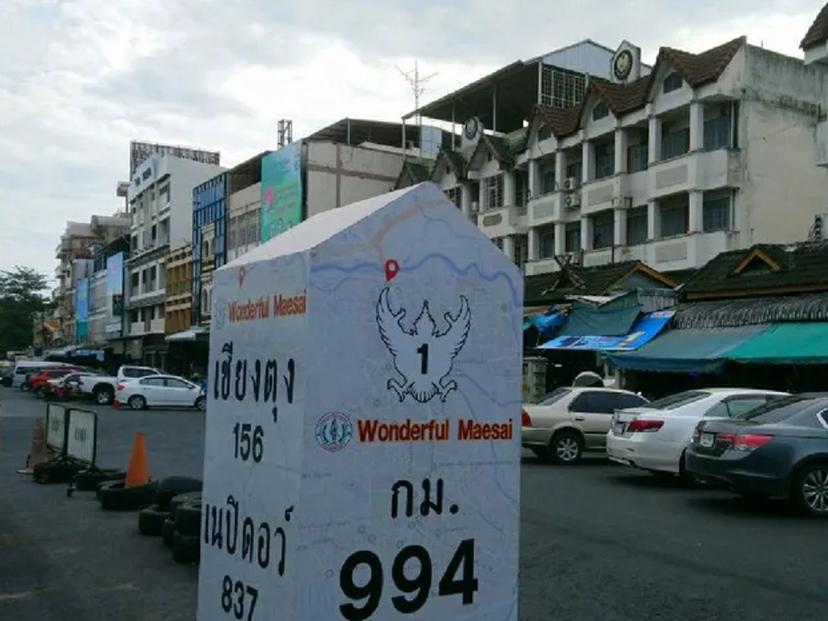 Wonderful Maesai
เชียงตุง
156
เนปิดอว์
837
1
Wonderful Maesai
กม.
994